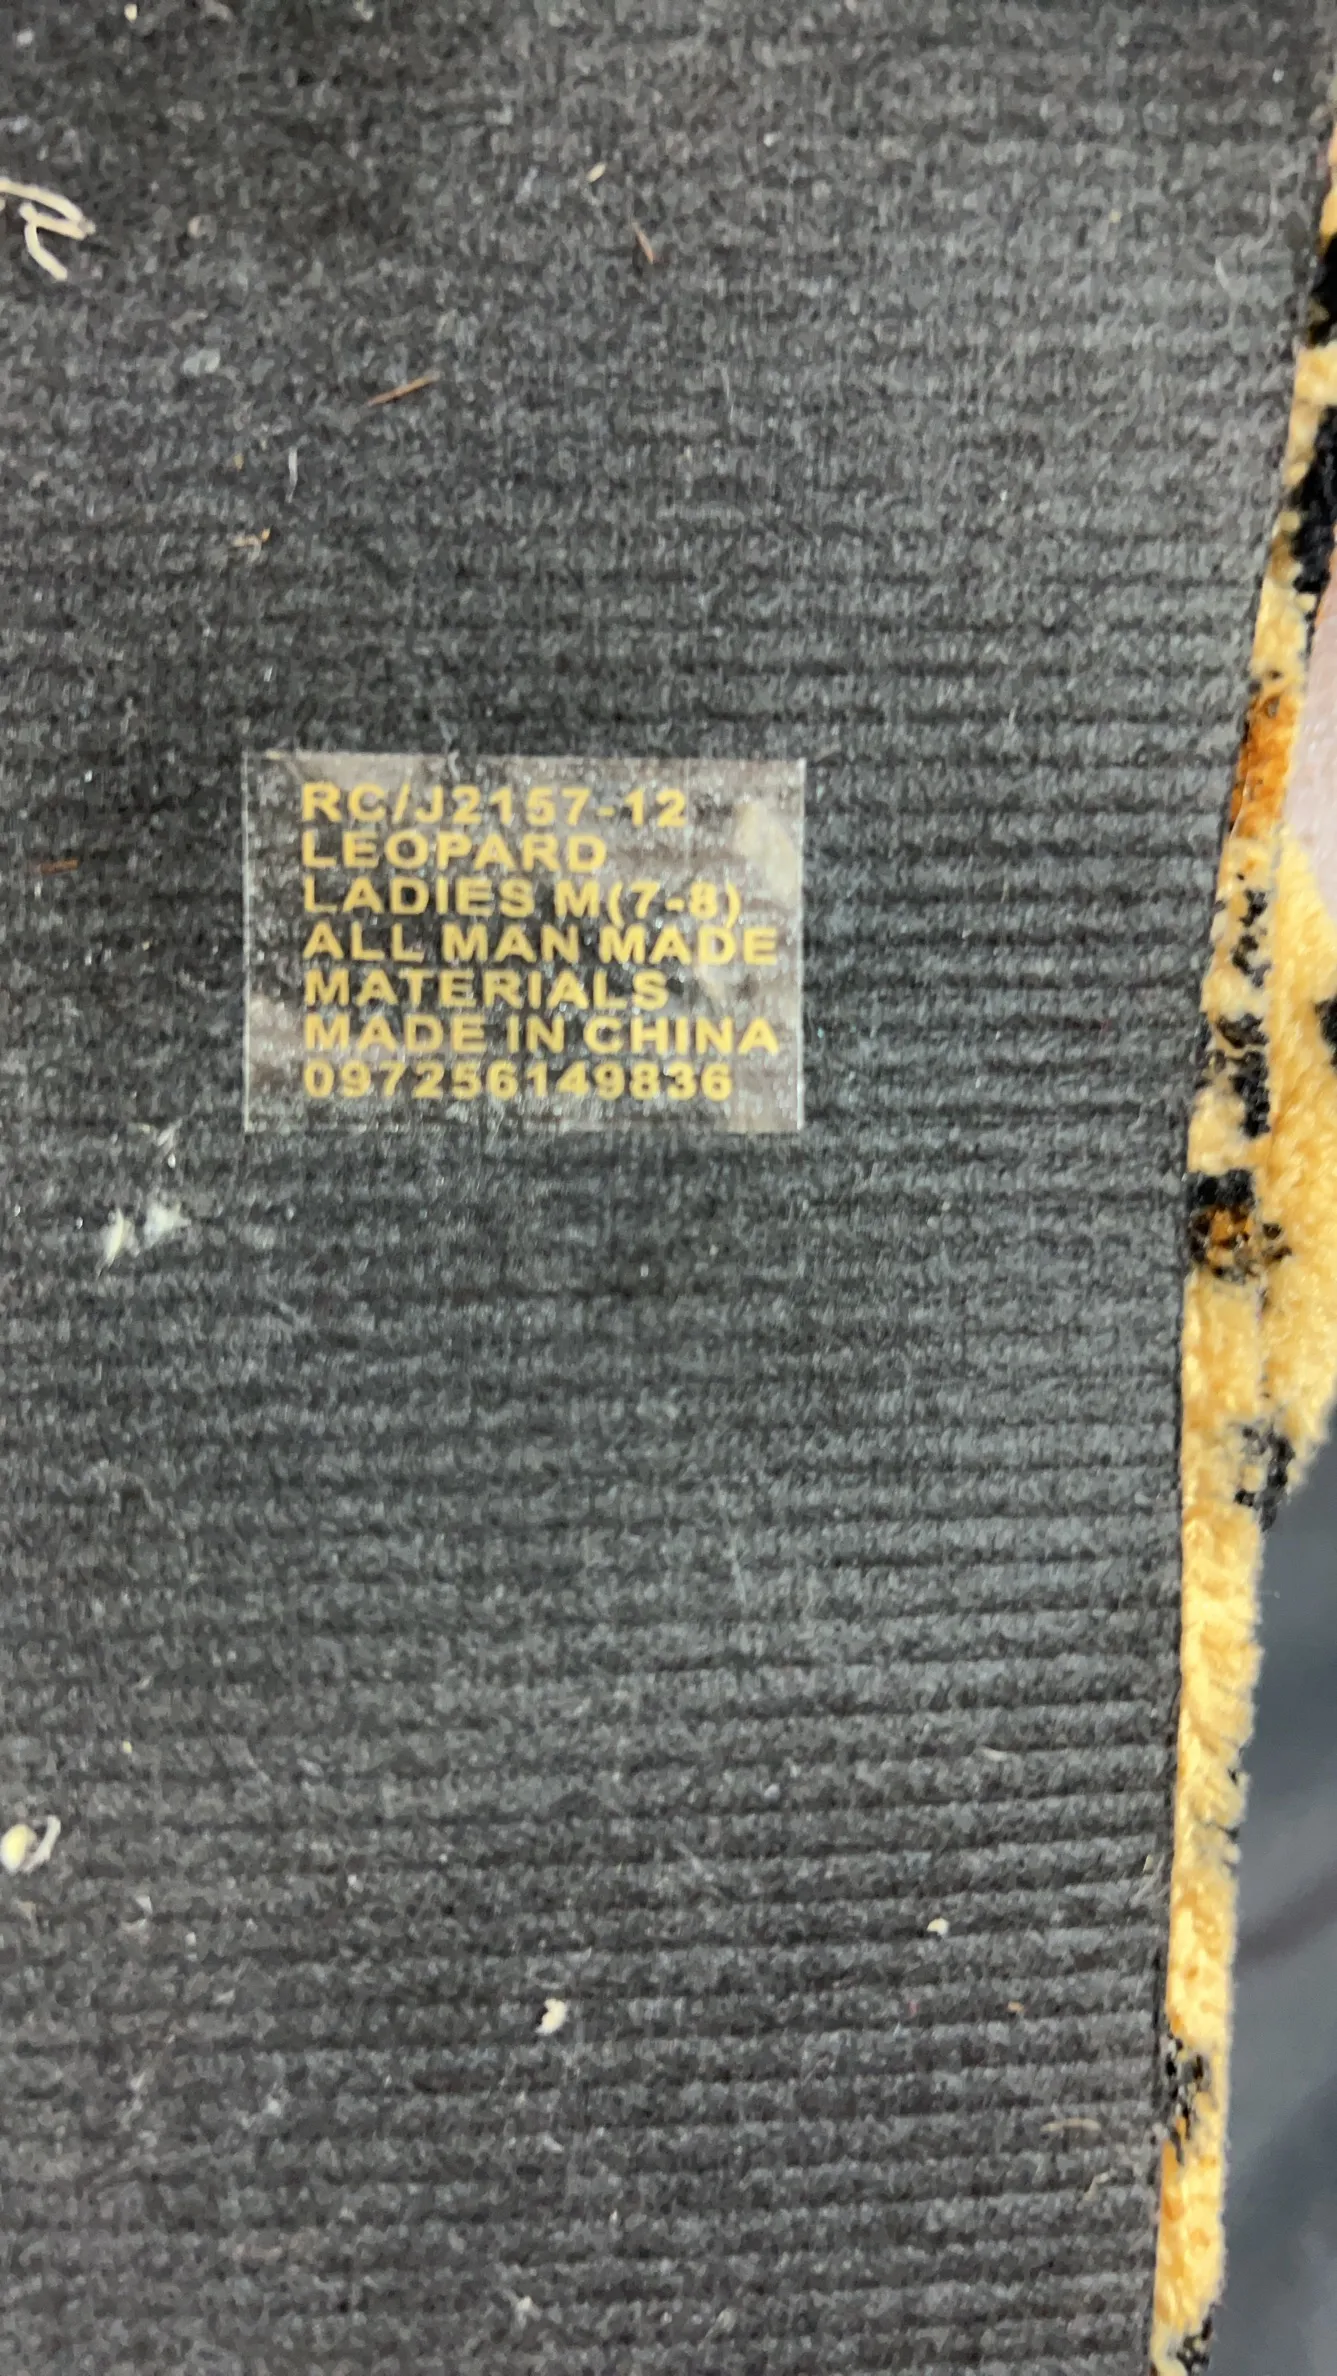 RC/J2157-12
LEOPARD
LADIES M(7-8)
ALL MAN MADE
MATERIALS
MADE IN CHINA
097256149836